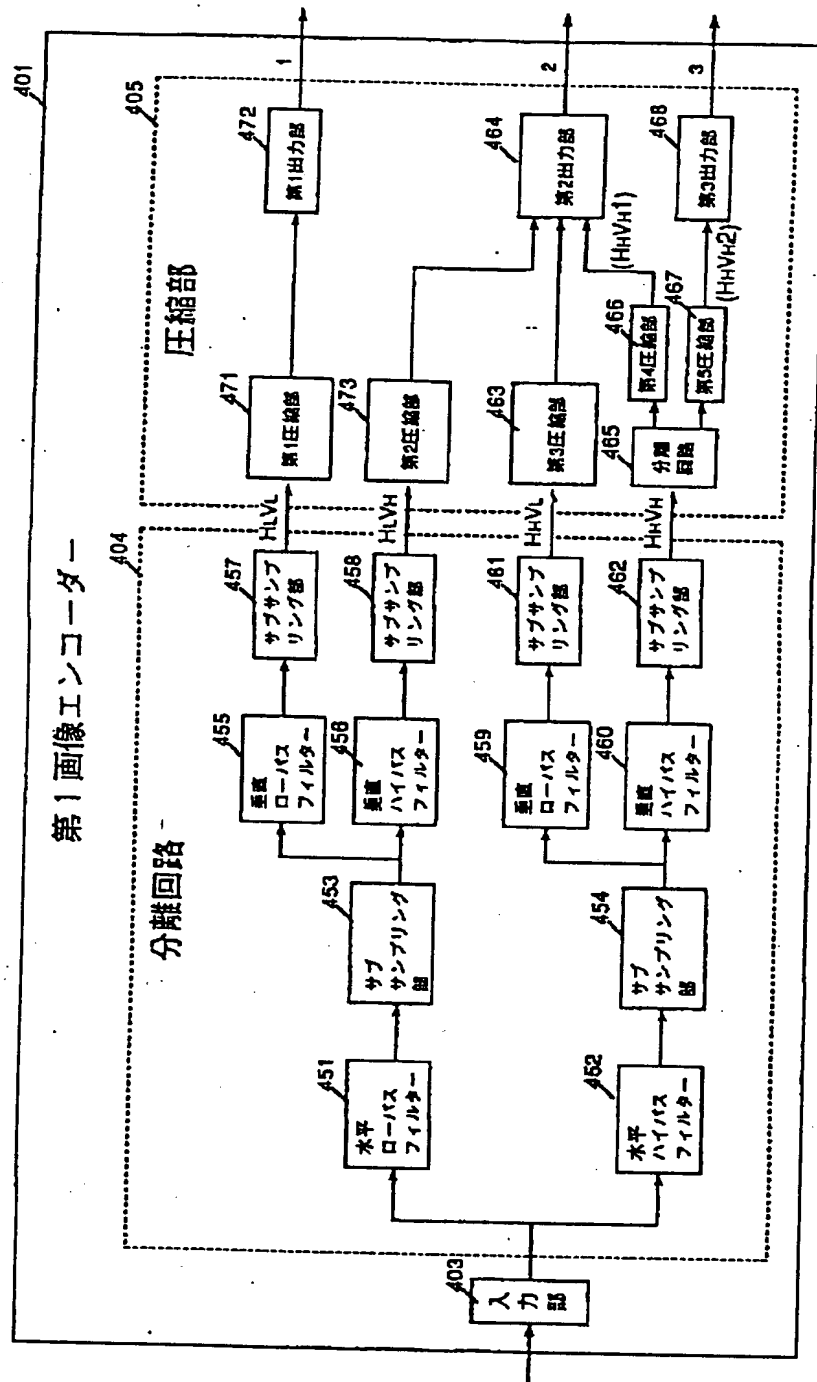 第1画像エンコーダー
401
分離回路
404
圧縮部
405
403
入力部
451
水平
ローパス
フィルター
452
水平
ハイパス
フィルター
453
サブ
サンプリング
部
454
サブ
サンプリング
部
455
垂直
ローパス
フィルター
456
垂直
ハイパス
フィルター
459
垂直
ローパス
フィルター
460
垂直
ハイパス
フィルター
457
サブサンプ
リング部
458
サブサンプ
リング部
461
サブサンプ
リング部
462
サブサンプ
リング部
HLVL
HLVH
HHVL
HHVH
471
第1圧縮部
473
第2圧縮部
463
第3圧縮部
465
分離
回路
466
第4圧縮部
467
第5圧縮部
(HHVH1)
(HHVH2)
472
第1出力部
464
第2出力部
468
第3出力部
1
2
3